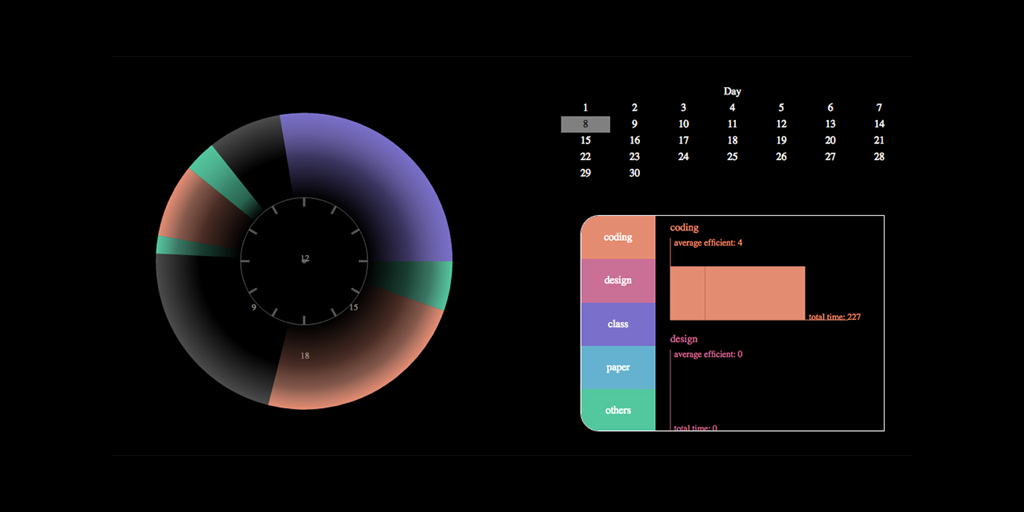 Day
1 2 3 4 5 6 7
8 9 10 11 12 13 14
15 16 17 18 19 20 21
22 23 24 25 26 27 28
29 30
12
9 15
18
coding
design
class
paper
others
coding
average efficient: 4
total time: 227
design
average efficient: 0
total time: 0